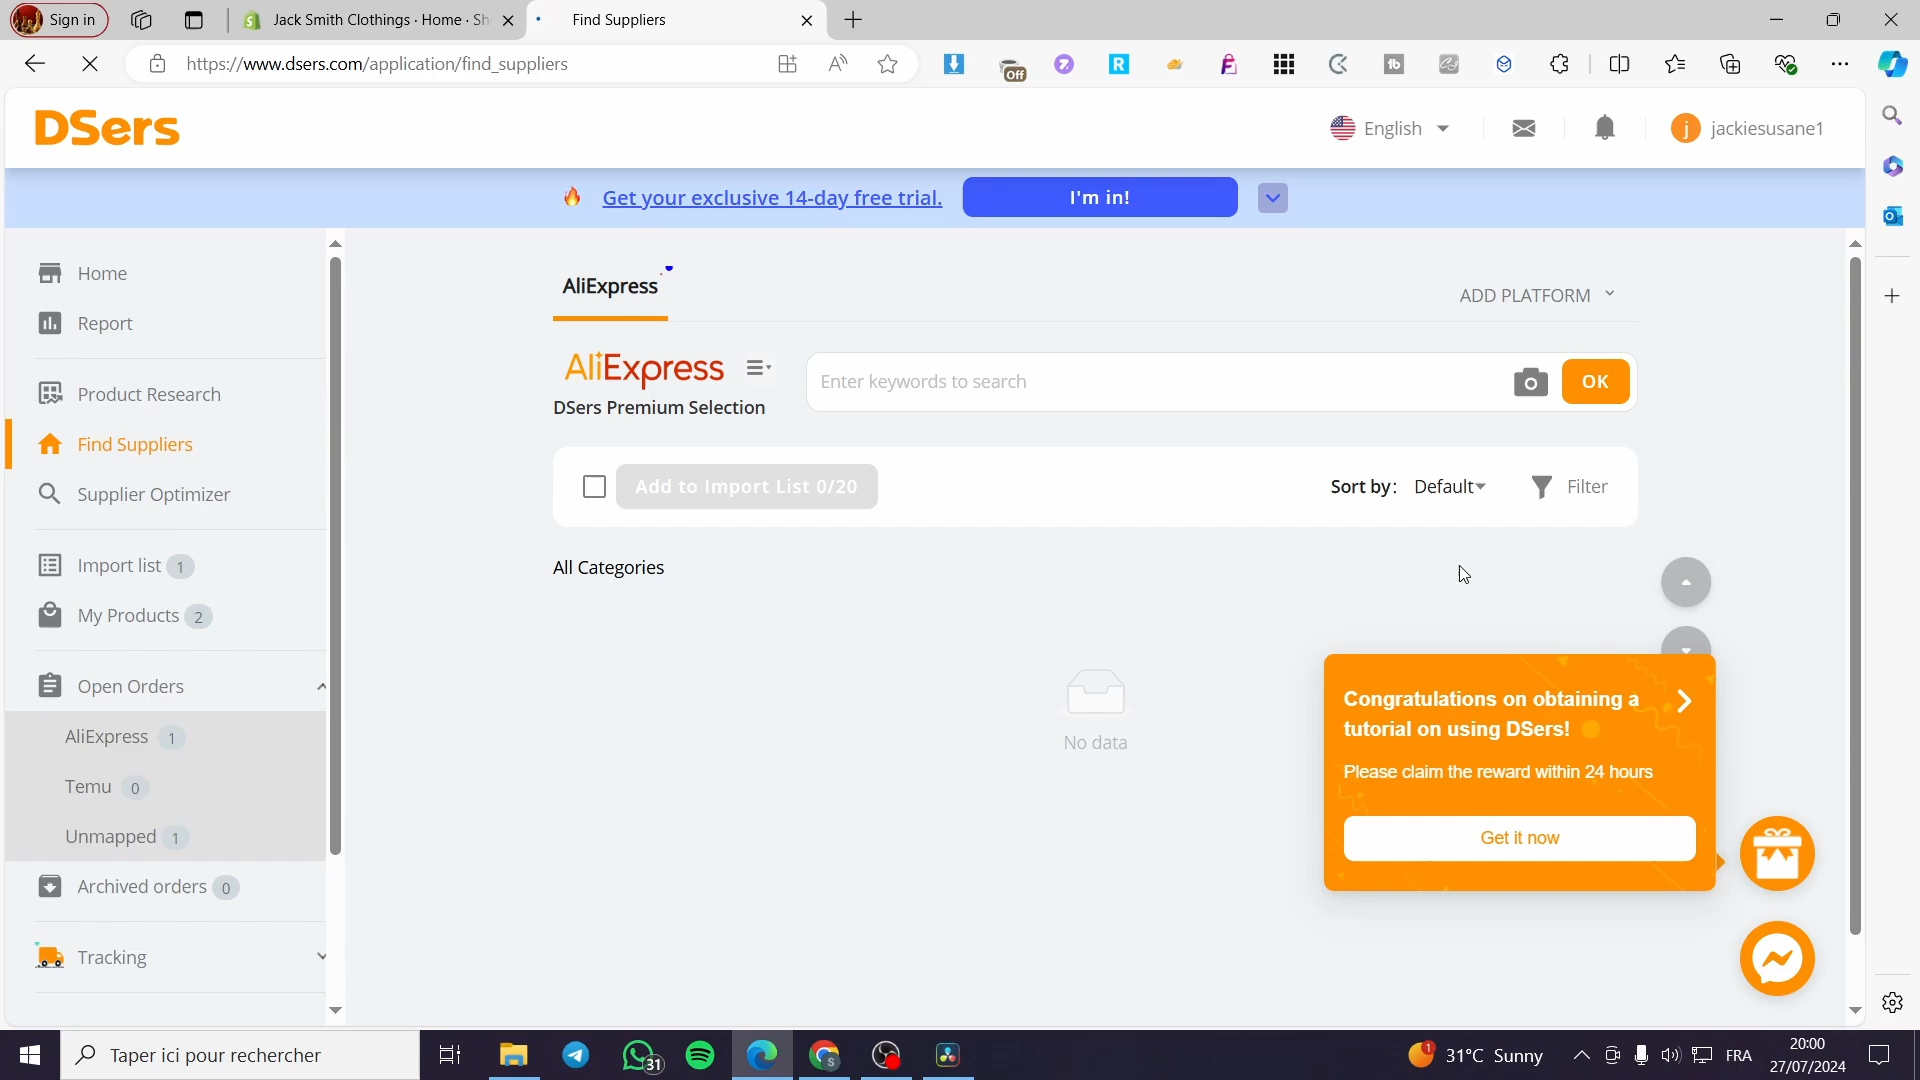 Sign in
Jack Smith Clothings · Home · Sh
Find Suppliers
https://www.dsers.com/application/find_suppliers
Off
DSers
English
j
jackiesusane1
Get your exclusive 14-day free trial.
I'm in!
Home
Report
Product Research
Find Suppliers
Supplier Optimizer
Import list 1
My Products 2
Open Orders
AliExpress 1
Temu 0
Unmapped 1
Archived orders 0
Tracking
AliExpress
ADD PLATFORM
AliExpress
DSers Premium Selection
Enter keywords to search
OK
Add to Import List 0/20
Sort by: Default
Filter
All Categories
No data
Congratulations on obtaining a
tutorial on using DSers!
Please claim the reward within 24 hours
Get it now
Taper ici pour rechercher
31
S
1
31°C Sunny
FRA
20:00
27/07/2024